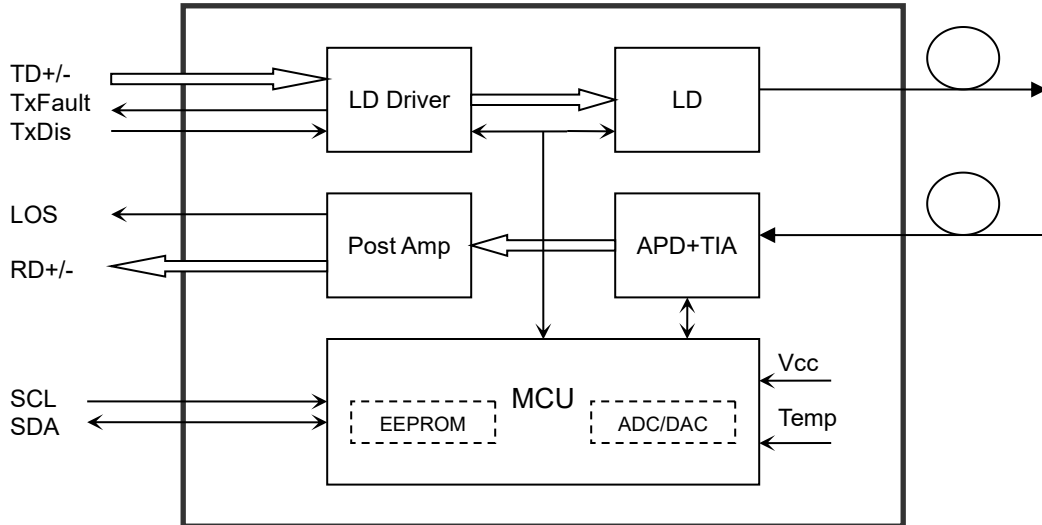 TD+/-
TxFault
TxDis
LD Driver
LD
LOS
RD+/-
Post Amp
APD+TIA
SCL
SDA
MCU
EEPROM
ADC/DAC
Vcc
Temp